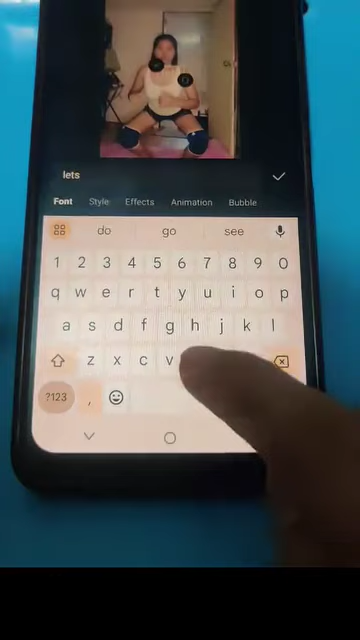 lets
Font Style Effects Animation Bubble
do go see
1 2 3 4 5 6 7 8 9 0
q w e r t y u i o p
a s d f g h j k l
z x c v
?123 ,